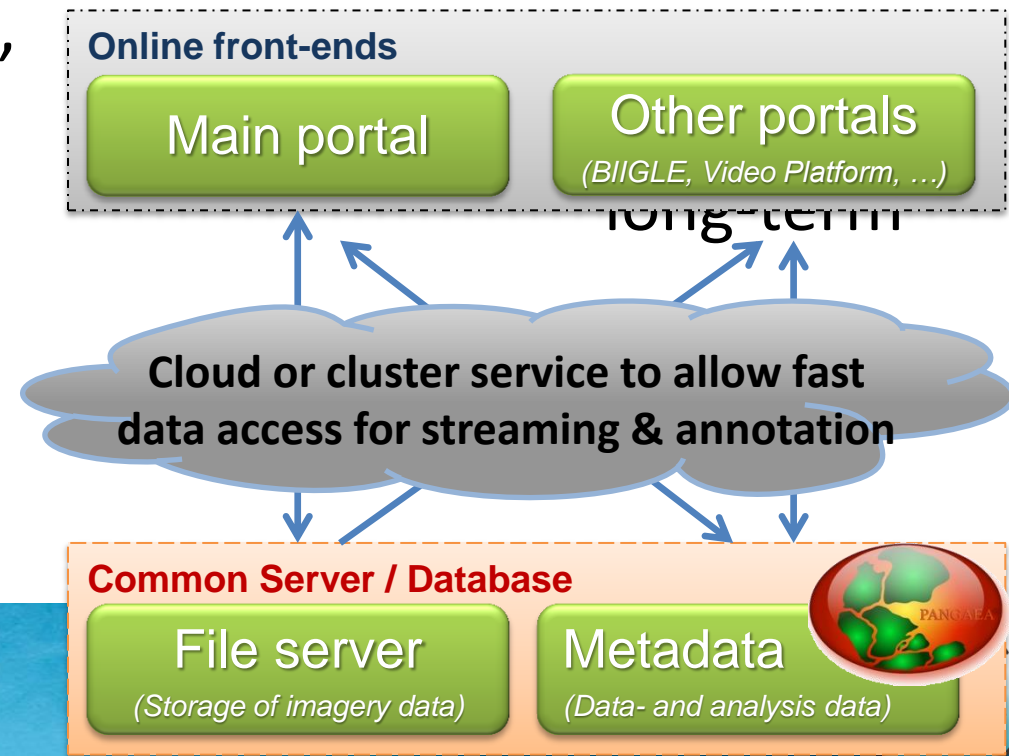 ,
Online front-ends
Main portal
Other portals
(BIIGLE, Video Platform, …)
long-term
Cloud or cluster service to allow fast
data access for streaming & annotation
Common Server / Database
PANGAEA
File server
Metadata
(Storage of imagery data)
(Data- and analysis data)